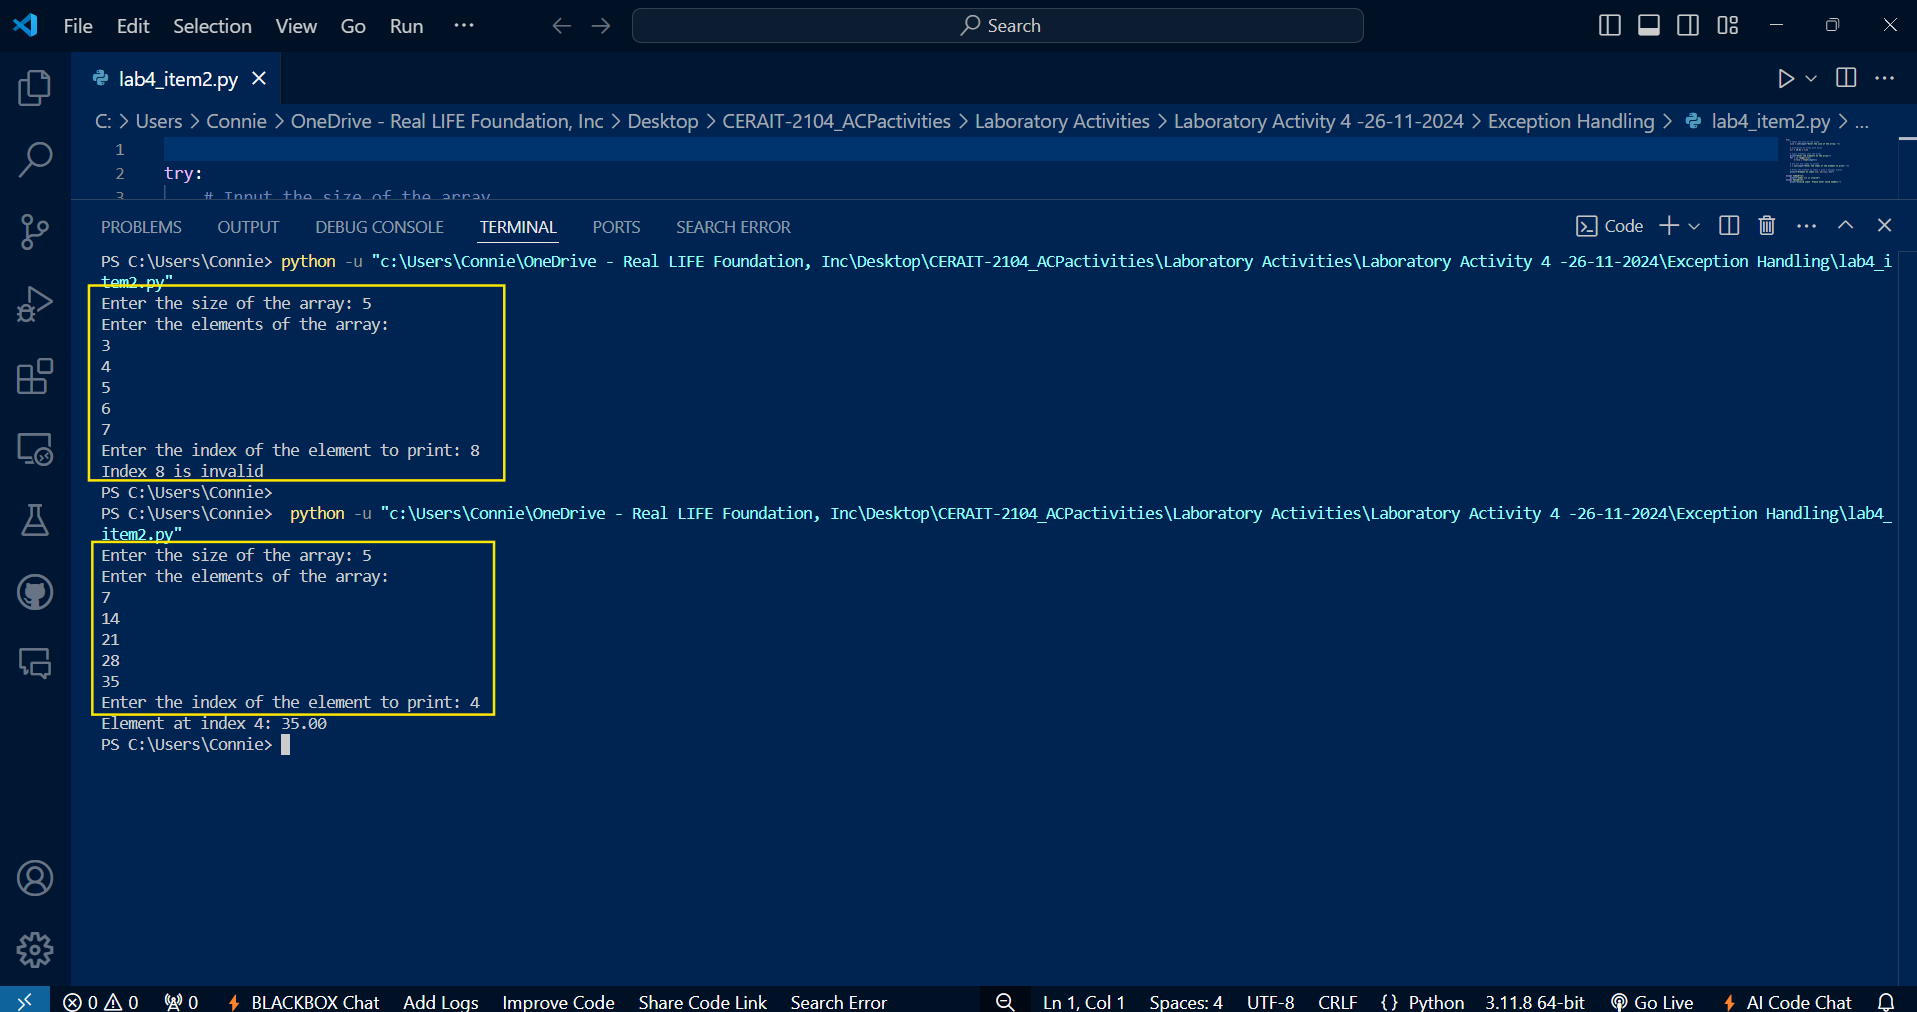 File Edit Selection View Go Run ··· Search
lab4_item2.py
C: > Users > Connie > OneDrive - Real LIFE Foundation, Inc > Desktop > CERAIT-2104_ACPactivities > Laboratory Activities > Laboratory Activity 4 -26-11-2024 > Exception Handling > lab4_item2.py > ...
1
2 try:
3 # Input the size of the array
PROBLEMS OUTPUT DEBUG CONSOLE TERMINAL PORTS SEARCH ERROR Code
PS C:\Users\Connie> python -u "c:\Users\Connie\OneDrive - Real LIFE Foundation, Inc\Desktop\CERAIT-2104_ACPactivities\Laboratory Activities\Laboratory Activity 4 -26-11-2024\Exception Handling\lab4_i
tem2.py"
Enter the size of the array: 5
Enter the elements of the array:
3
4
5
6
7
Enter the index of the element to print: 8
Index 8 is invalid
PS C:\Users\Connie>
PS C:\Users\Connie>  python -u "c:\Users\Connie\OneDrive - Real LIFE Foundation, Inc\Desktop\CERAIT-2104_ACPactivities\Laboratory Activities\Laboratory Activity 4 -26-11-2024\Exception Handling\lab4_
item2.py"
Enter the size of the array: 5
Enter the elements of the array:
7
14
21
28
35
Enter the index of the element to print: 4
Element at index 4: 35.00
PS C:\Users\Connie>
0 0 0 BLACKBOX Chat Add Logs Improve Code Share Code Link Search Error Ln 1, Col 1 Spaces: 4 UTF-8 CRLF {} Python 3.11.8 64-bit Go Live AI Code Chat